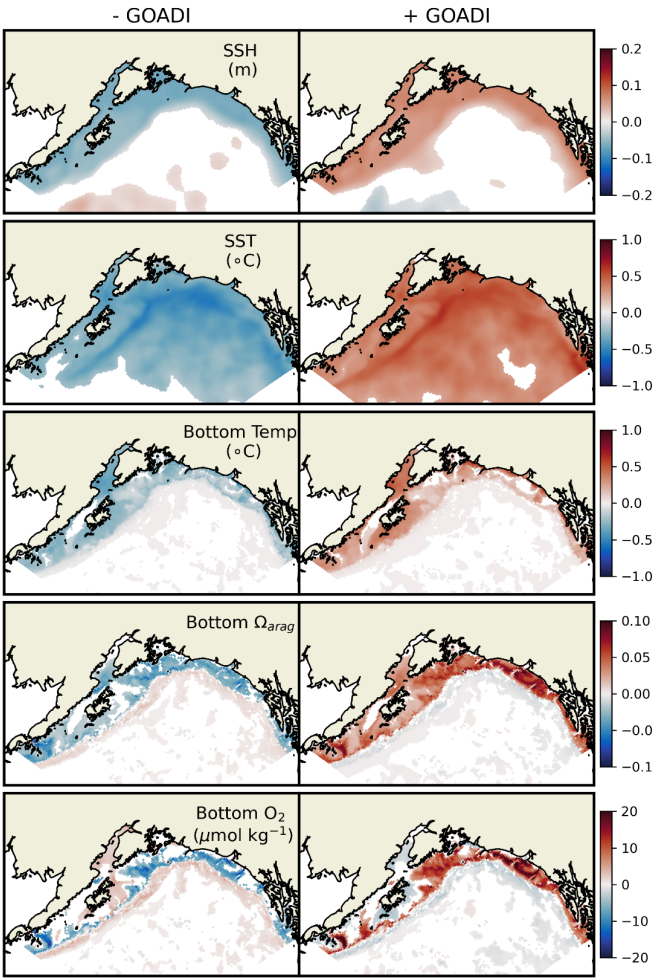 - GOADI
+ GOADI
SSH
(m)
0.2
0.1
0.0
−0.1
−0.2
SST
(∘C)
1.0
0.5
0.0
−0.5
−1.0
Bottom Temp
(∘C)
1.0
0.5
0.0
−0.5
−1.0
Bottom Ωarag
0.10
0.05
0.00
−0.0
−0.1
Bottom O₂
(μmol kg⁻¹)
20
10
0
−10
−20